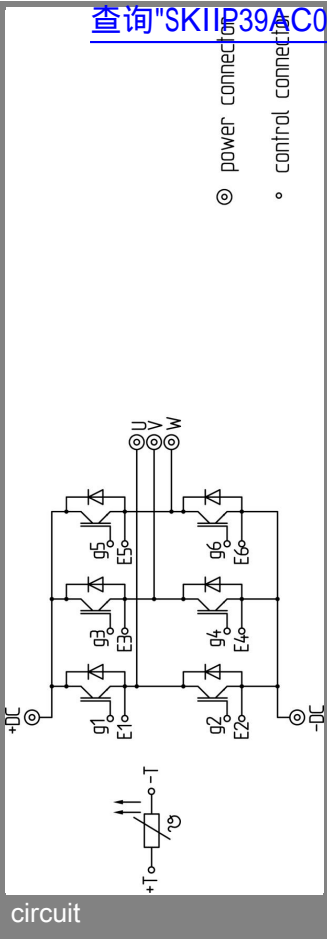 查询"SKIIP39AC0
power connector
control connector
U
V
W
g5
E5
g6
E6
g3
E3
g4
E4
g1
E1
g2
E2
+DC
-DC
-T
+T
circuit